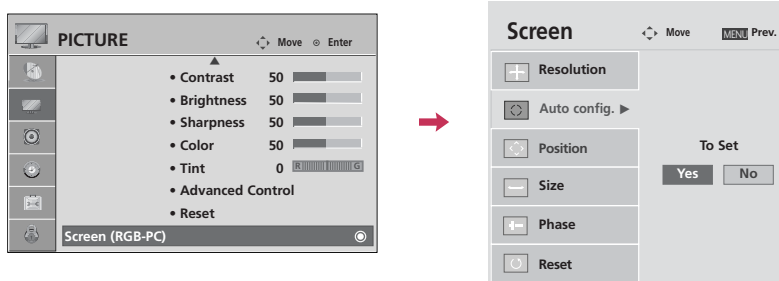 PICTURE
Move Enter
• Contrast 50
• Brightness 50
• Sharpness 50
• Color 50
• Tint 0 R G
• Advanced Control
• Reset
Screen (RGB-PC)
Screen
Move MENU Prev.
Resolution
Auto config. ▶
Position
Size
Phase
Reset
To Set
Yes No